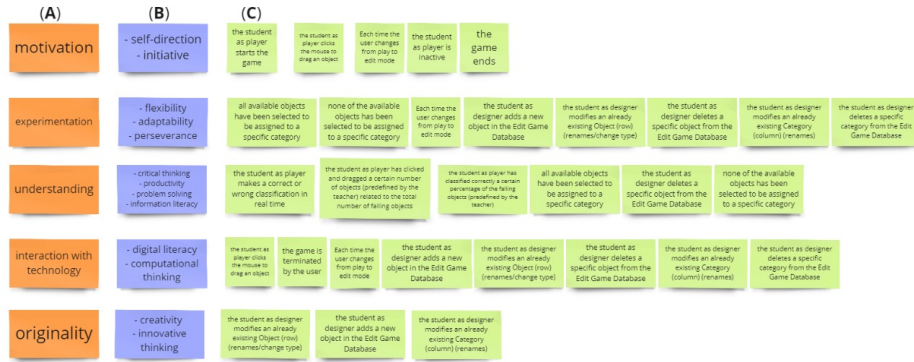 (A)
(B)
(C)
motivation
- self-direction
- initiative
the student
as player
starts the
game
the student as
player clicks
the mouse to
drag an object
Each time the
user changes
from play to
edit mode
the student
as player is
inactive
the
game
ends
experimentation
- flexibility
- adaptability
- perseverance
all available objects
have been selected to
be assigned to a
specific category
none of the available
objects has been
selected to be assigned
to a specific category
Each time the
user changes
from play to
edit mode
the student as
designer adds a new
object in the Edit Game
Database
the student as designer
modifies an already
existing Object (row)
(renames/change type)
the student as
designer deletes a
specific object from the
Edit Game Database
the student as designer
modifies an already
existing Category
(column) (renames)
the student as designer
deletes a specific
category from the Edit
Game Database
understanding
- critical thinking
- productivity
- problem solving
- information literacy
the student as player
makes a correct or
wrong classification in
real time
the student as player has clicked
and dragged a certain number
of objects (predefined by the
teacher) related to the total
number of falling objects
the student as player has
classified correctly a certain
percentage of the falling
objects (predefined by the
teacher)
all available objects
have been selected to
be assigned to a
specific category
the student as
designer deletes a
specific object from the
Edit Game Database
none of the available
objects has been
selected to be assigned
to a specific category
interaction with
technology
- digital literacy
- computational
thinking
the student as
player clicks
the mouse to
drag an object
the game is
terminated
by the user
Each time the
user changes
from play to
edit mode
the student as
designer adds a new
object in the Edit Game
Database
the student as designer
modifies an already
existing Object (row)
(renames/change type)
the student as
designer deletes a
specific object from the
Edit Game Database
the student as designer
modifies an already
existing Category
(column) (renames)
the student as designer
deletes a specific
category from the Edit
Game Database
originality
- creativity
- innovative
thinking
the student as designer
modifies an already
existing Object (row)
(renames/change type)
the student as
designer adds a new
object in the Edit Game
Database
the student as designer
modifies an already
existing Category
(column) (renames)